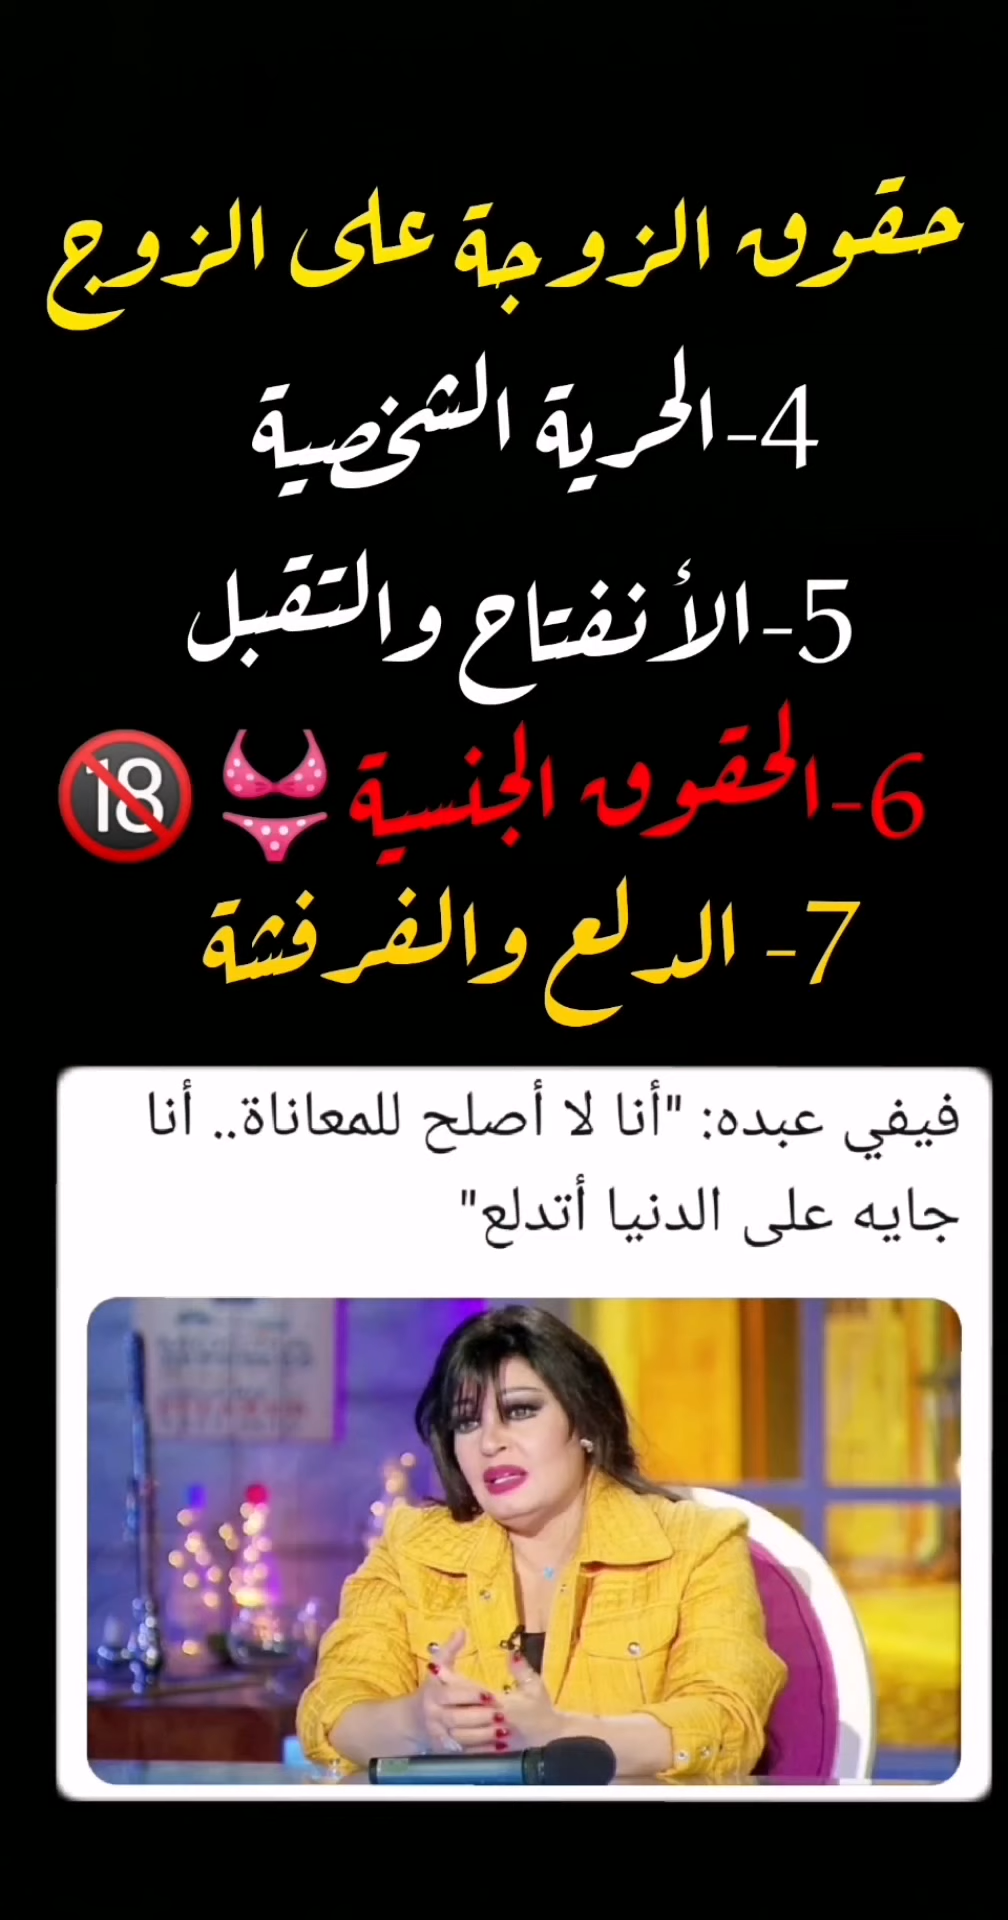 حقوق الزوجة على الزوج
4-الحرية الشخصية
5-الأنفتاح والتقبل
6-الحقوق الجنسية 👙 🔞
7- الدلع والفرفشة
فيفي عبده: "أنا لا أصلح للمعاناة.. أنا
جايه على الدنيا أتدلع"